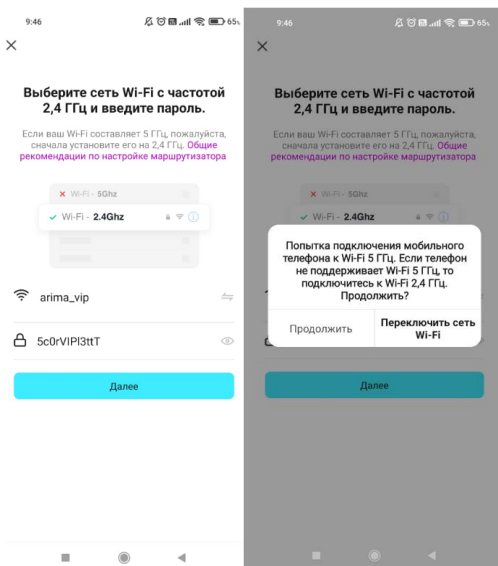 9:46
65%
Выберите сеть Wi-Fi с частотой
2,4 ГГц и введите пароль.
Если ваш Wi-Fi составляет 5 ГГц, пожалуйста,
сначала установите его на 2,4 ГГц. Общие
рекомендации по настройке маршрутизатора
Wi-Fi - 5Ghz
Wi-Fi - 2.4Ghz
arima_vip
5c0rVIPl3ttT
Далее
9:46
65%
Выберите сеть Wi-Fi с частотой
2,4 ГГц и введите пароль.
Если ваш Wi-Fi составляет 5 ГГц, пожалуйста,
сначала установите его на 2,4 ГГц. Общие
рекомендации по настройке маршрутизатора
Wi-Fi - 5Ghz
Wi-Fi - 2.4Ghz
Попытка подключения мобильного
телефона к Wi-Fi 5 ГГц. Если телефон
не поддерживает Wi-Fi 5 ГГц, то
подключитесь к Wi-Fi 2,4 ГГц.
Продолжить?
Продолжить
Переключить сеть
Wi-Fi
Далее